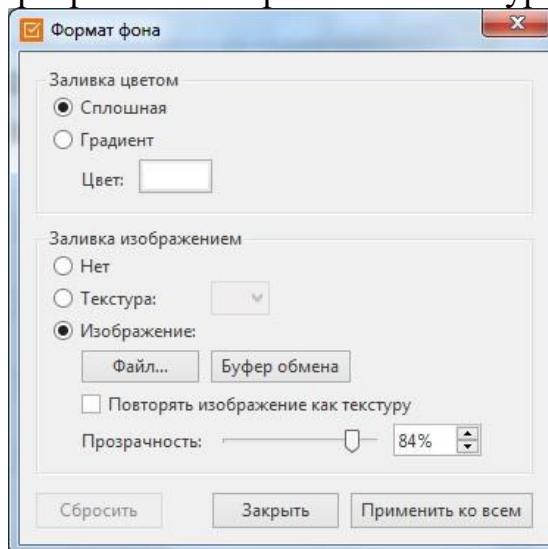 Формат фона
Заливка цветом
Сплошная
Градиент
Цвет:
Заливка изображением
Нет
Текстура:
Изображение:
Файл... Буфер обмена
Повторять изображение как текстуру
Прозрачность: 84%
Сбросить Закрыть Применить ко всем